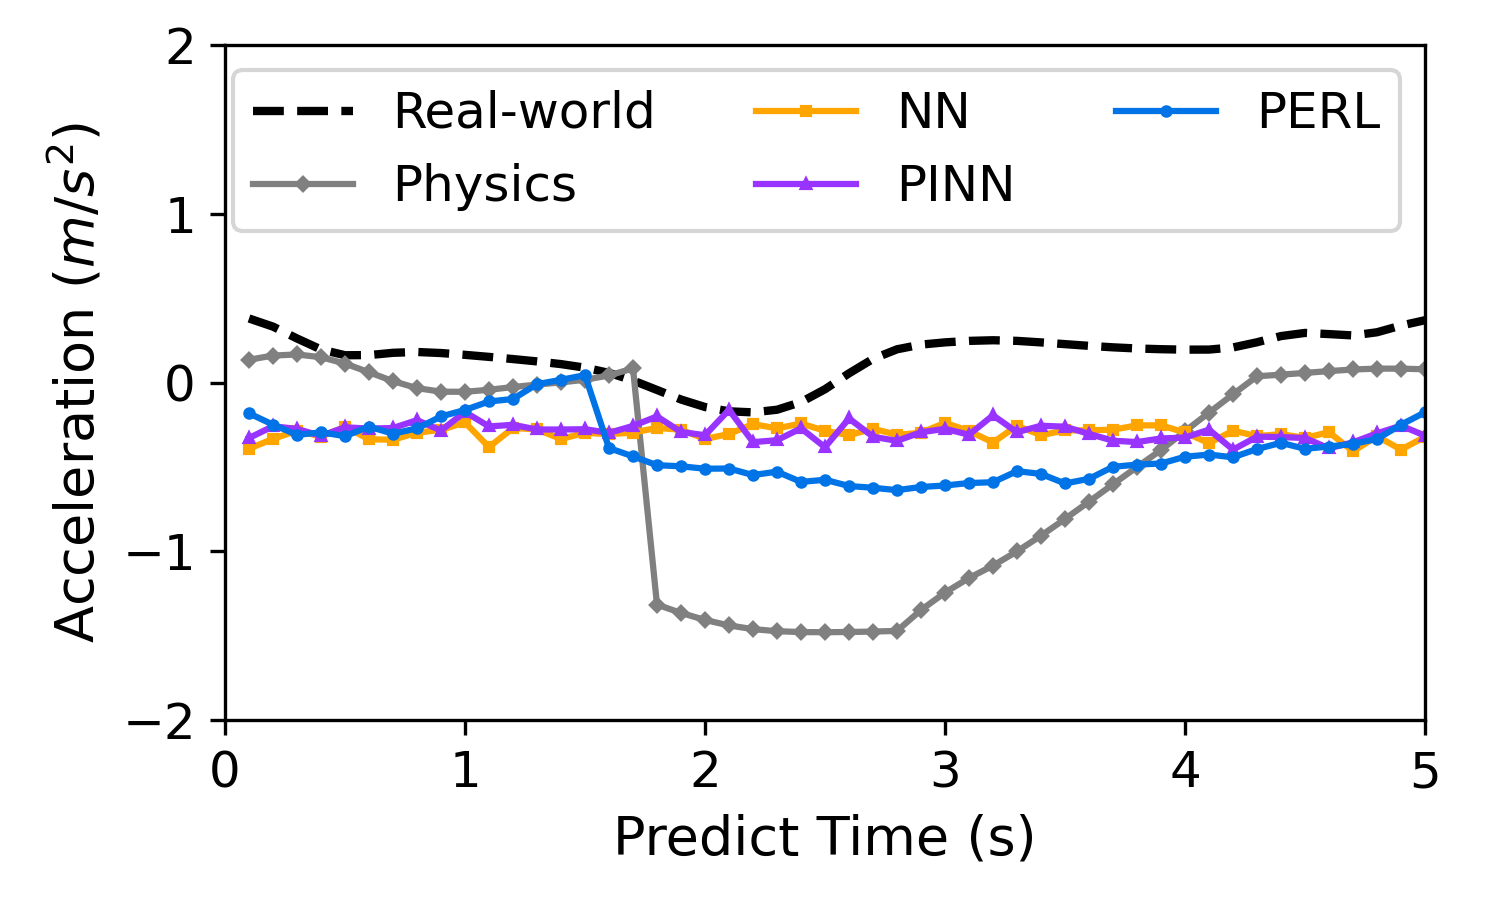 2
1
0
−1
−2
Acceleration (m/s²)
Real-world
Physics
NN
PINN
PERL
0 1 2 3 4 5
Predict Time (s)